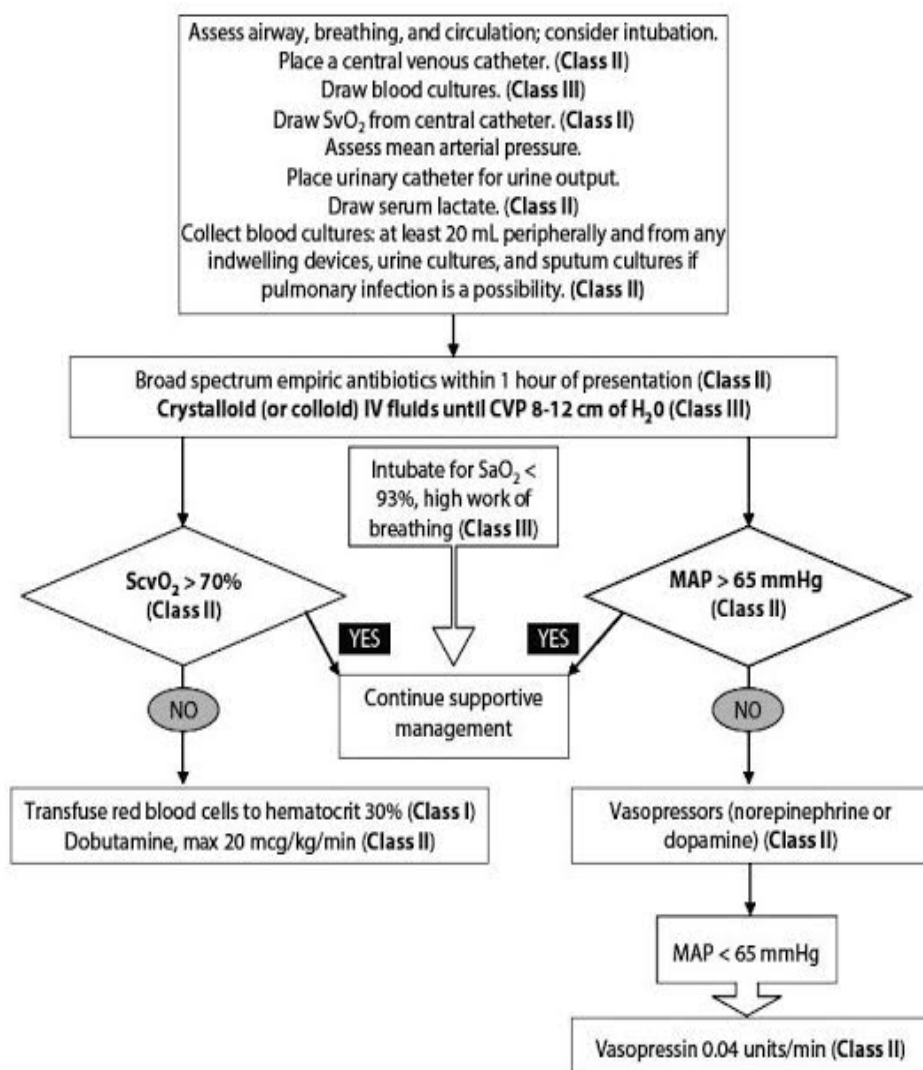 Assess airway, breathing, and circulation; consider intubation.
Place a central venous catheter. (Class II)
Draw blood cultures. (Class III)
Draw SvO₂ from central catheter. (Class II)
Assess mean arterial pressure.
Place urinary catheter for urine output.
Draw serum lactate. (Class II)
Collect blood cultures: at least 20 mL peripherally and from any
indwelling devices, urine cultures, and sputum cultures if
pulmonary infection is a possibility. (Class II)
Broad spectrum empiric antibiotics within 1 hour of presentation (Class II)
Crystalloid (or colloid) IV fluids until CVP 8-12 cm of H₂0 (Class III)
Intubate for SaO₂ <
93%, high work of
breathing (Class III)
ScvO₂ > 70%
(Class II)
MAP > 65 mmHg
(Class II)
YES
YES
Continue supportive
management
NO
NO
Transfuse red blood cells to hematocrit 30% (Class I)
Dobutamine, max 20 mcg/kg/min (Class II)
Vasopressors (norepinephrine or
dopamine) (Class II)
MAP < 65 mmHg
Vasopressin 0.04 units/min (Class II)